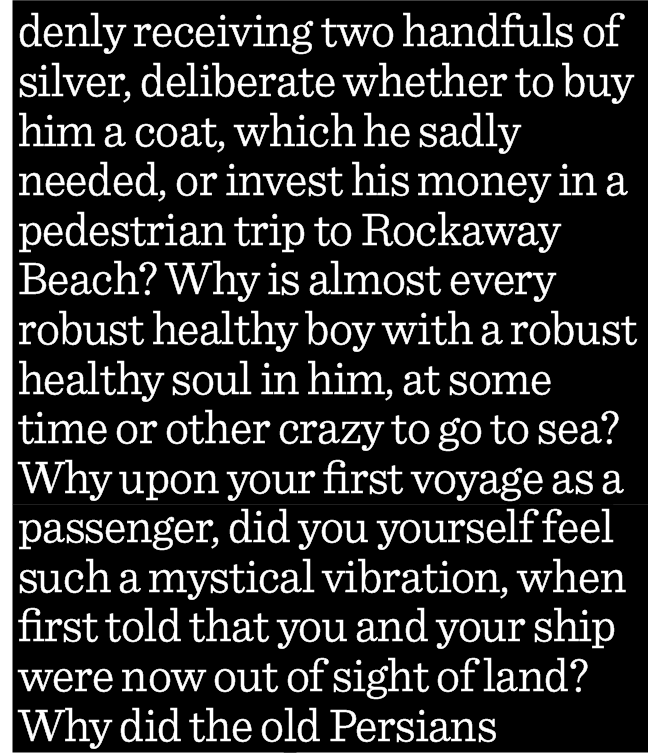 denly receiving two handfuls of
silver, deliberate whether to buy
him a coat, which he sadly
needed, or invest his money in a
pedestrian trip to Rockaway
Beach? Why is almost every
robust healthy boy with a robust
healthy soul in him, at some
time or other crazy to go to sea?
Why upon your first voyage as a
passenger, did you yourself feel
such a mystical vibration, when
first told that you and your ship
were now out of sight of land?
Why did the old Persians